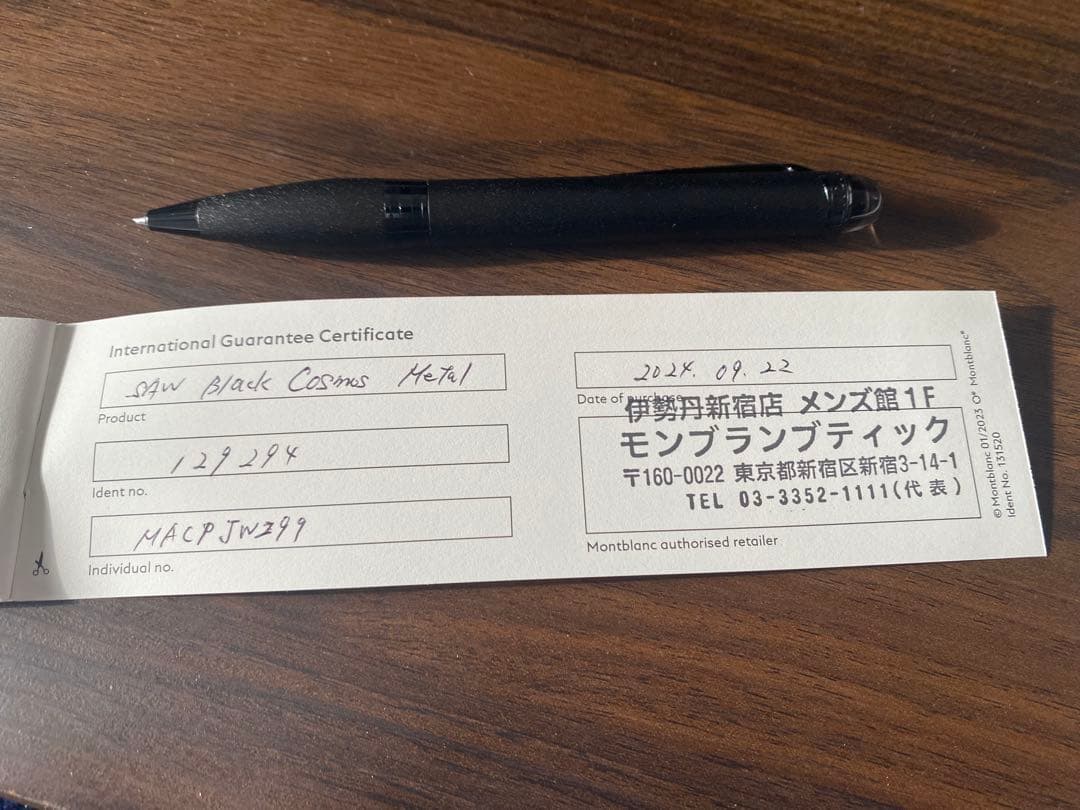 International Guarantee Certificate
SAW Black Cosmos Metal
Product
129294
Ident no.
MACPJWZ99
Individual no.
2024. 09. 22
Date of purchase
伊勢丹新宿店 メンズ館1F
モンブランブティック
〒160-0022 東京都新宿区新宿3-14-1
TEL 03-3352-1111(代表)
Montblanc authorised retailer
© Montblanc 01/2023 Montblanc®
Ident No. 131520